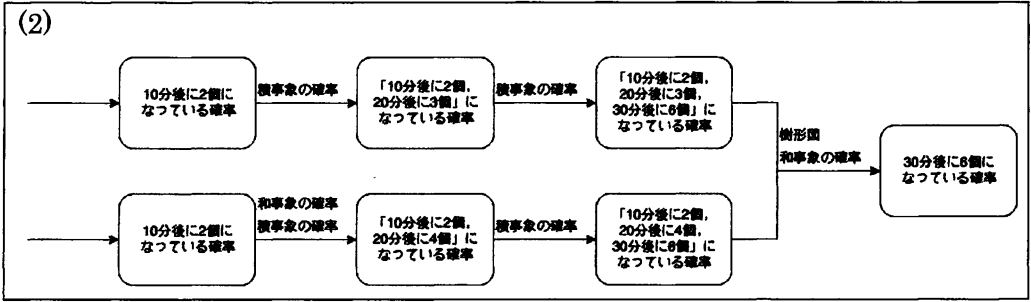 (2)
10分後に2個に
なっている確率
積事象の確率
「10分後に2個,
20分後に3個」に
なっている確率
積事象の確率
「10分後に2個,
20分後に3個,
30分後に6個」に
なっている確率
樹形図
和事象の確率
30分後に6個に
なっている確率
10分後に2個に
なっている確率
和事象の確率
積事象の確率
「10分後に2個,
20分後に4個」に
なっている確率
積事象の確率
「10分後に2個,
20分後に4個,
30分後に6個」に
なっている確率